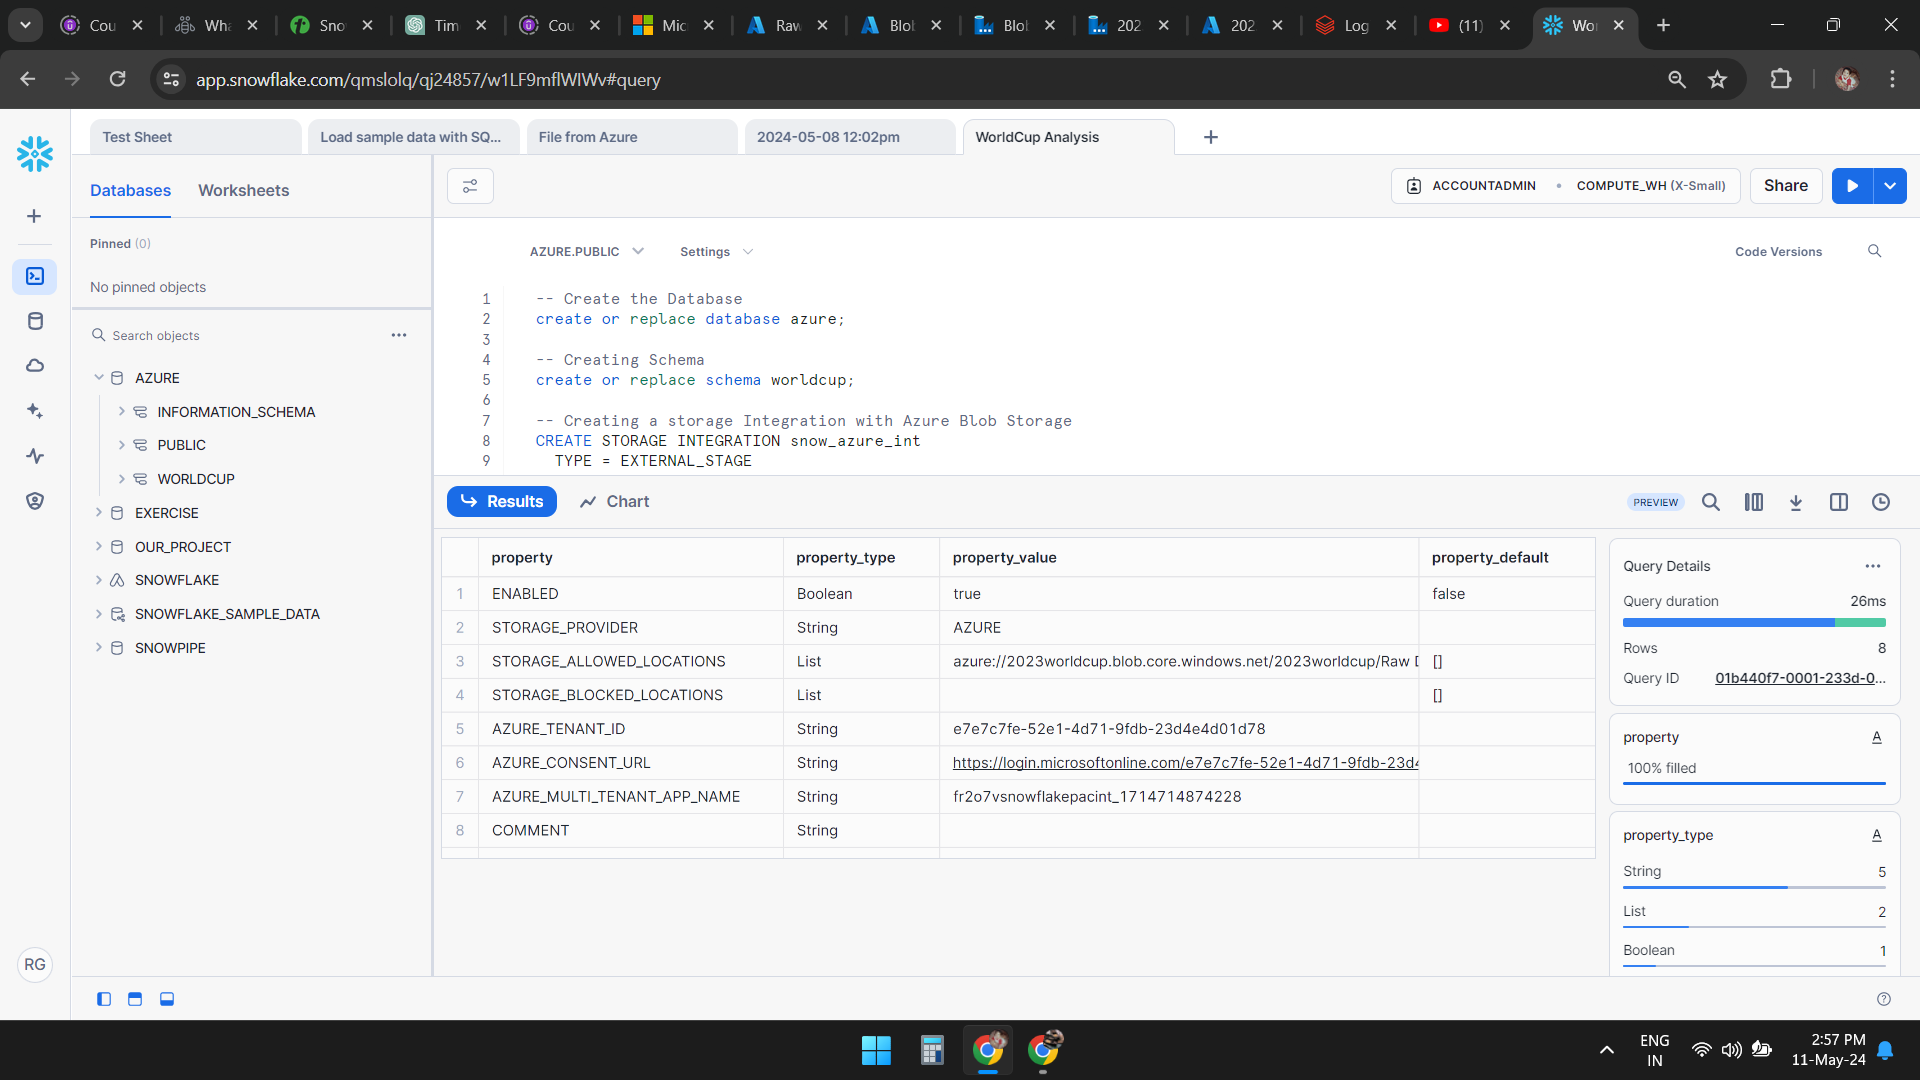 Cou
Wha
Sno
Tim
Cou
Mic
Raw
Blob
Blob
202
202
Log
(11)
Wo
app.snowflake.com/qmslolq/qj24857/w1LF9mflWlWv#query
Test Sheet
Load sample data with SQ...
File from Azure
2024-05-08 12:02pm
WorldCup Analysis
Databases
Worksheets
ACCOUNTADMIN
COMPUTE_WH (X-Small)
Share
Pinned (0)
No pinned objects
Search objects
AZURE
INFORMATION_SCHEMA
PUBLIC
WORLDCUP
EXERCISE
OUR_PROJECT
SNOWFLAKE
SNOWFLAKE_SAMPLE_DATA
SNOWPIPE
RG
AZURE.PUBLIC
Settings
Code Versions
1 -- Create the Database
2 create or replace database azure;
3
4 -- Creating Schema
5 create or replace schema worldcup;
6
7 -- Creating a storage Integration with Azure Blob Storage
8 CREATE STORAGE INTEGRATION snow_azure_int
9 TYPE = EXTERNAL_STAGE
Results
Chart
PREVIEW
property property_type property_value property_default
1 ENABLED Boolean true false
2 STORAGE_PROVIDER String AZURE
3 STORAGE_ALLOWED_LOCATIONS List azure://2023worldcup.blob.core.windows.net/2023worldcup/Raw []
4 STORAGE_BLOCKED_LOCATIONS List []
5 AZURE_TENANT_ID String e7e7c7fe-52e1-4d71-9fdb-23d4e4d01d78
6 AZURE_CONSENT_URL String https://login.microsoftonline.com/e7e7c7fe-52e1-4d71-9fdb-23d4
7 AZURE_MULTI_TENANT_APP_NAME String fr2o7vsnowflakepacint_1714714874228
8 COMMENT String
Query Details
...
Query duration 26ms
Rows 8
Query ID 01b440f7-0001-233d-0...
property A
100% filled
property_type A
String 5
List 2
Boolean 1
ENG
IN
2:57 PM
11-May-24